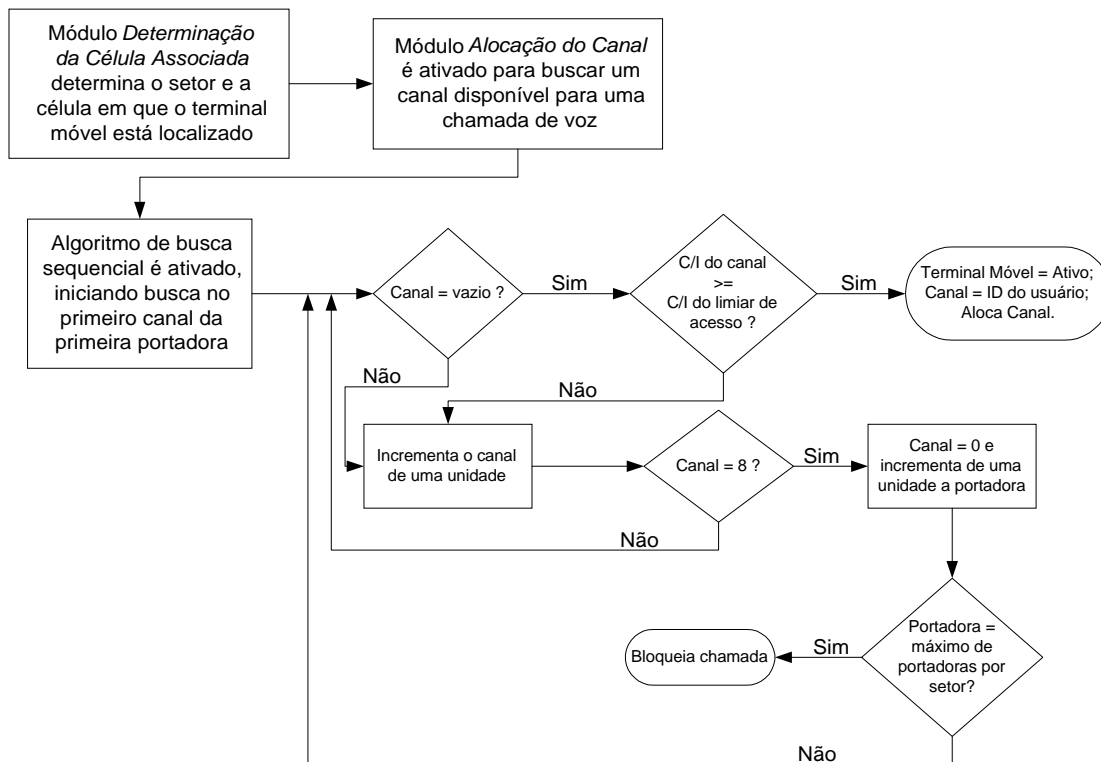 Módulo Determinação
da Célula Associada
determina o setor e a
célula em que o terminal
móvel está localizado
Módulo Alocação do Canal
é ativado para buscar um
canal disponível para uma
chamada de voz
Algoritmo de busca
sequencial é ativado,
iniciando busca no
primeiro canal da
primeira portadora
Canal = vazio ?
Sim
C/I do canal
>=
C/I do limiar de
acesso ?
Sim
Terminal Móvel = Ativo;
Canal = ID do usuário;
Aloca Canal.
Não
Não
Incrementa o canal
de uma unidade
Canal = 8 ?
Sim
Canal = 0 e
incrementa de uma
unidade a portadora
Não
Portadora =
máximo de
portadoras por
setor?
Sim
Bloqueia chamada
Não